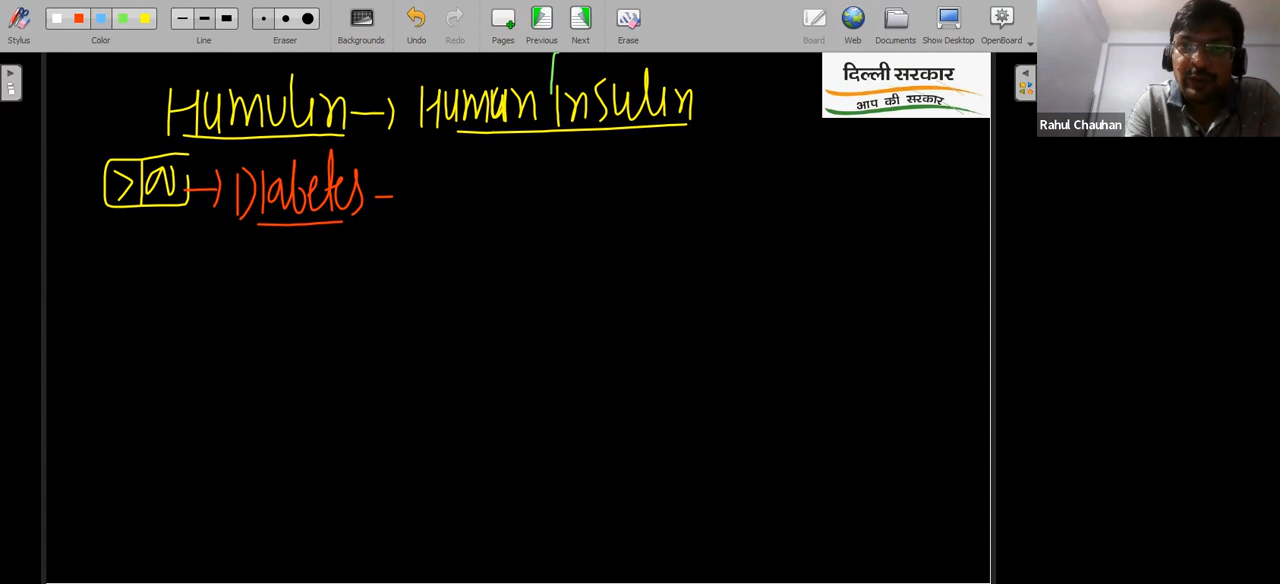 Stylus Color Line Eraser Backgrounds Undo Redo Pages Previous Next Erase Board Web Documents Show Desktop OpenBoard
Rahul Chauhan
दिल्ली सरकार
आप की सरकार
Humulin → Human Insulin
> → Diabetes -